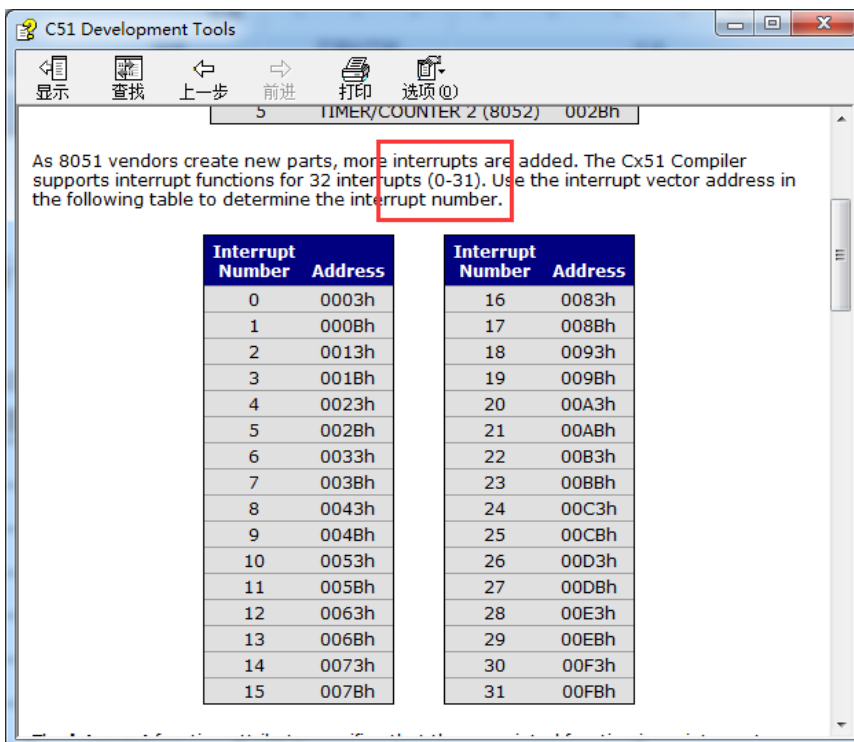 C51 Development Tools
显示 查找 上一步 前进 打印 选项(O)
5 TIMER/COUNTER 2 (8052) 002Bh
As 8051 vendors create new parts, more interrupts are added. The Cx51 Compiler
supports interrupt functions for 32 interrupts (0-31). Use the interrupt vector address in
the following table to determine the interrupt number.
Interrupt Interrupt
Number Address Number Address
0 0003h 16 0083h
1 000Bh 17 008Bh
2 0013h 18 0093h
3 001Bh 19 009Bh
4 0023h 20 00A3h
5 002Bh 21 00ABh
6 0033h 22 00B3h
7 003Bh 23 00BBh
8 0043h 24 00C3h
9 004Bh 25 00CBh
10 0053h 26 00D3h
11 005Bh 27 00DBh
12 0063h 28 00E3h
13 006Bh 29 00EBh
14 0073h 30 00F3h
15 007Bh 31 00FBh